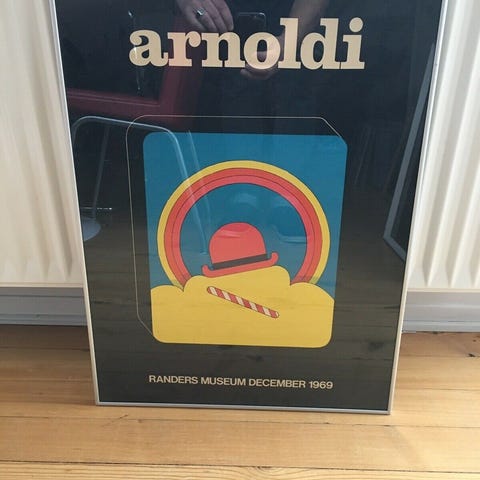 arnoldi
RANDERS MUSEUM DECEMBER 1969